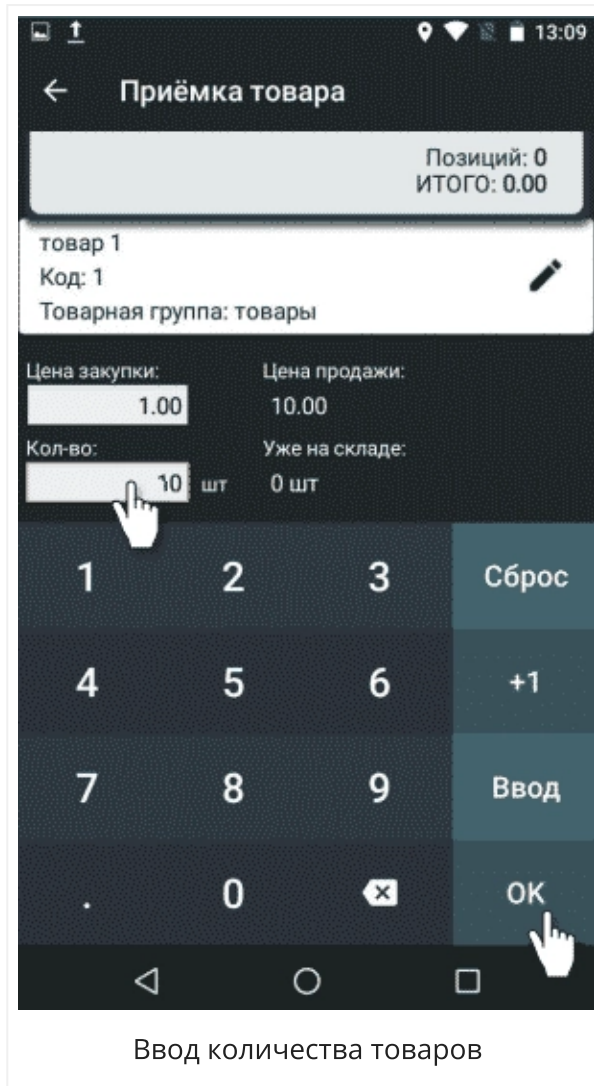 13:09
Приёмка товара
Позиций: 0
ИТОГО: 0.00
товар 1
Код: 1
Товарная группа: товары
Цена закупки: Цена продажи:
1.00 10.00
Кол-во: Уже на складе:
шт 0 шт
1 2 3 Сброс
4 5 6 +1
7 8 9 Ввод
. 0 OK
Ввод количества товаров